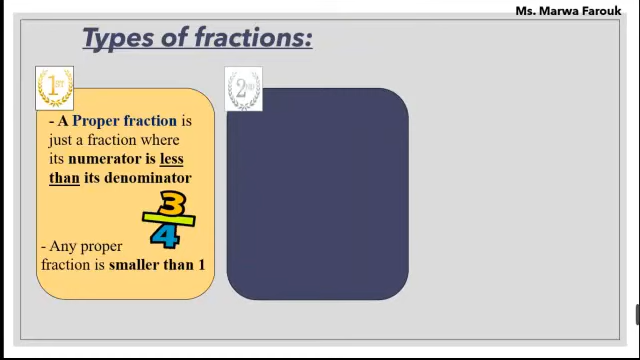 Ms. Marwa Farouk
Types of fractions:
1ST
- A Proper fraction is
just a fraction where
its numerator is less
than its denominator
3
4
- Any proper
fraction is smaller than 1
2ND